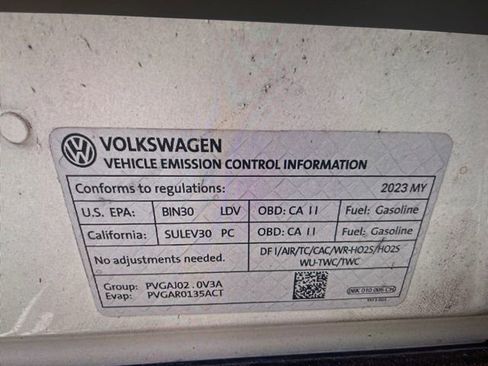 VOLKSWAGEN
VEHICLE EMISSION CONTROL INFORMATION
Conforms to regulations: 2023 MY
U.S. EPA: BIN30 LDV OBD: CA II Fuel: Gasoline
California: SULEV30 PC OBD: CA II Fuel: Gasoline
No adjustments needed. DFI/AIR/TC/CAC/WR-HO2S/HO2S
WU-TWC/TWC
Group: PVGAJ02.0V3A
Evap: PVGAR0135ACT